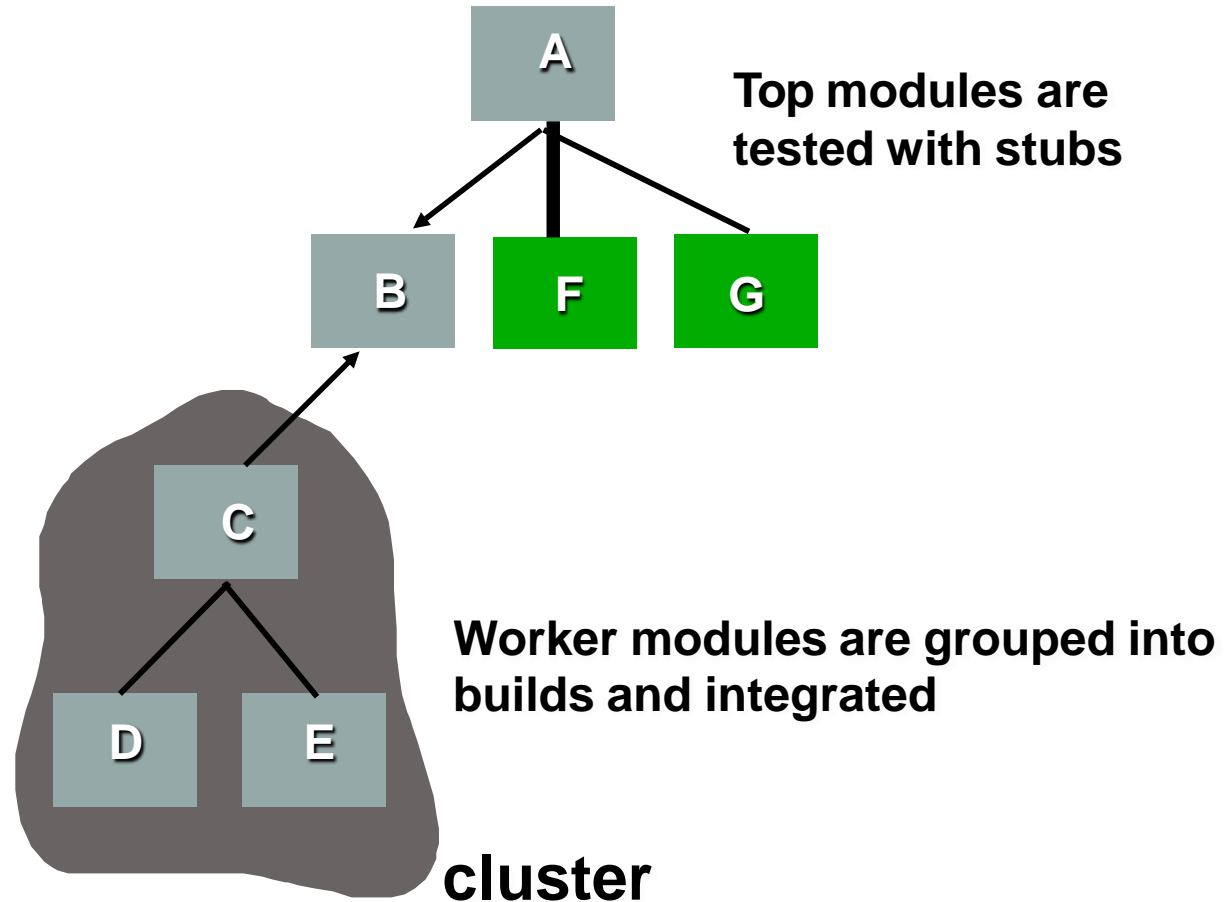 A
Top modules are
tested with stubs
B
F
G
C
Worker modules are grouped into
builds and integrated
D
E
cluster